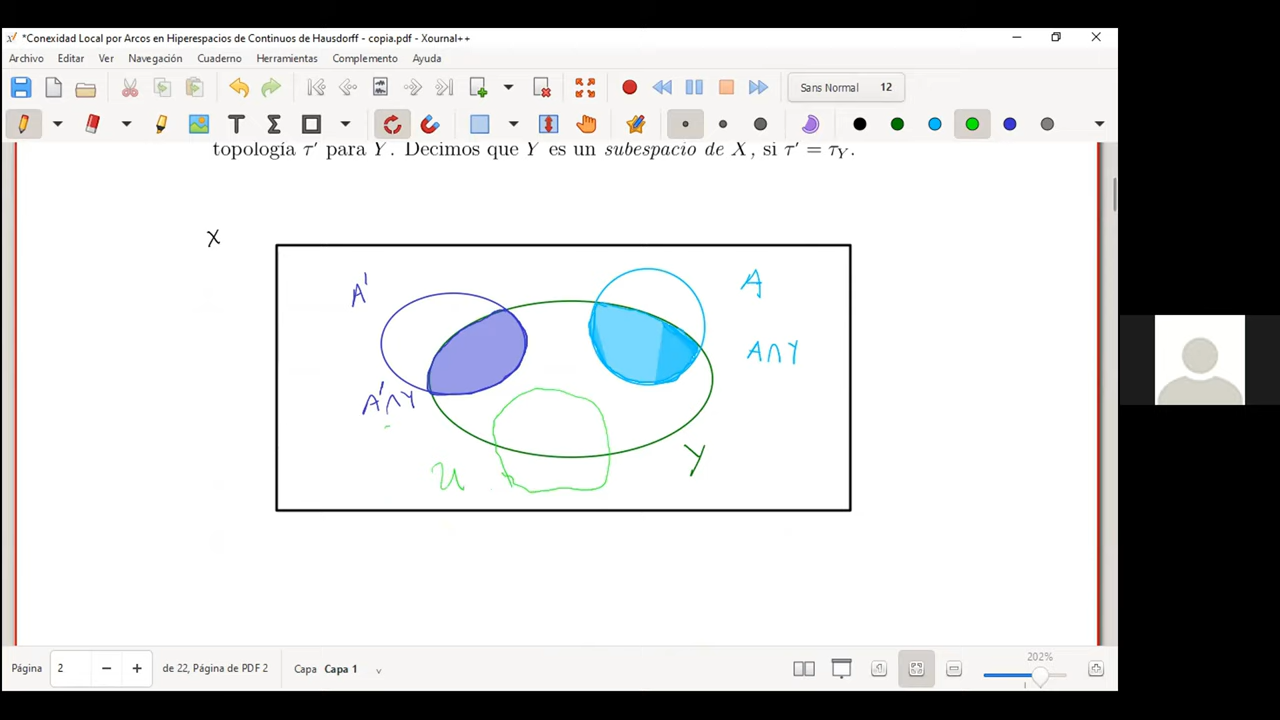 *Conexidad Local por Arcos en Hiperespacios de Continuos de Hausdorff - copia.pdf - Xournal++
Archivo Editar Ver Navegación Cuaderno Herramientas Complemento Ayuda
Sans Normal 12
topología τ′ para Y. Decimos que Y es un subespacio de X, si τ′ = τ_Y.
X
A'
A
A∩Y
A'∩Y
Y
U
202%
Página 2 de 22, Página de PDF 2 Capa Capa 1